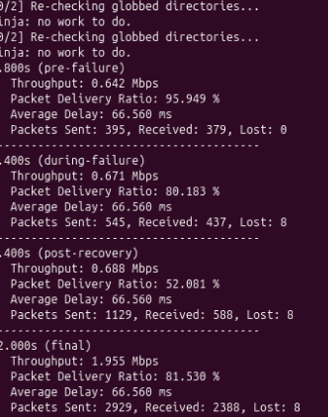 0/2] Re-checking globbed directories...
inja: no work to do.
0/2] Re-checking globbed directories...
inja: no work to do.
.800s (pre-failure)
Throughput: 0.642 Mbps
Packet Delivery Ratio: 95.949 %
Average Delay: 66.560 ms
Packets Sent: 395, Received: 379, Lost: 0
----------------------------------------
.400s (during-failure)
Throughput: 0.671 Mbps
Packet Delivery Ratio: 80.183 %
Average Delay: 66.560 ms
Packets Sent: 545, Received: 437, Lost: 8
----------------------------------------
.400s (post-recovery)
Throughput: 0.688 Mbps
Packet Delivery Ratio: 52.081 %
Average Delay: 66.560 ms
Packets Sent: 1129, Received: 588, Lost: 8
----------------------------------------
2.000s (final)
Throughput: 1.955 Mbps
Packet Delivery Ratio: 81.530 %
Average Delay: 66.560 ms
Packets Sent: 2929, Received: 2388, Lost: 8